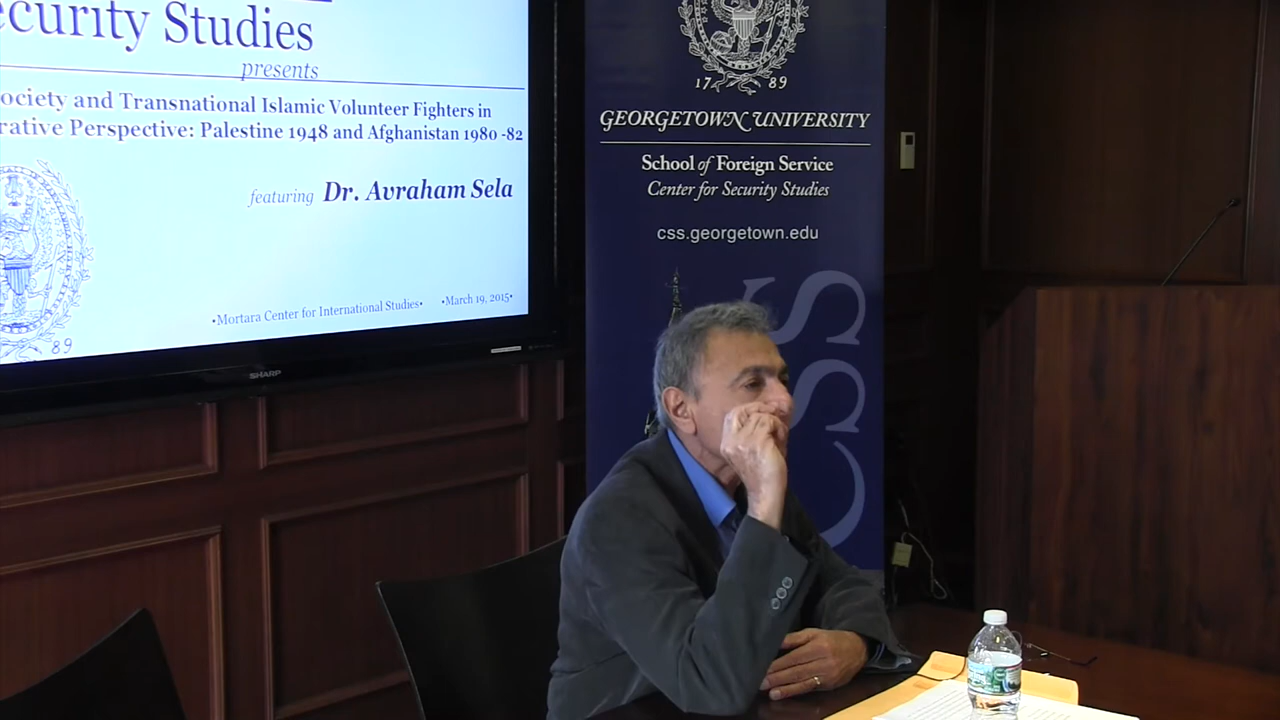 Security Studies
presents
ociety and Transnational Islamic Volunteer Fighters in
rative Perspective: Palestine 1948 and Afghanistan 1980 -82
featuring Dr. Avraham Sela
•Mortara Center for International Studies• •March 19, 2015•
89
SHARP
17 89
GEORGETOWN UNIVERSITY
School of Foreign Service
Center for Security Studies
css.georgetown.edu
CSS